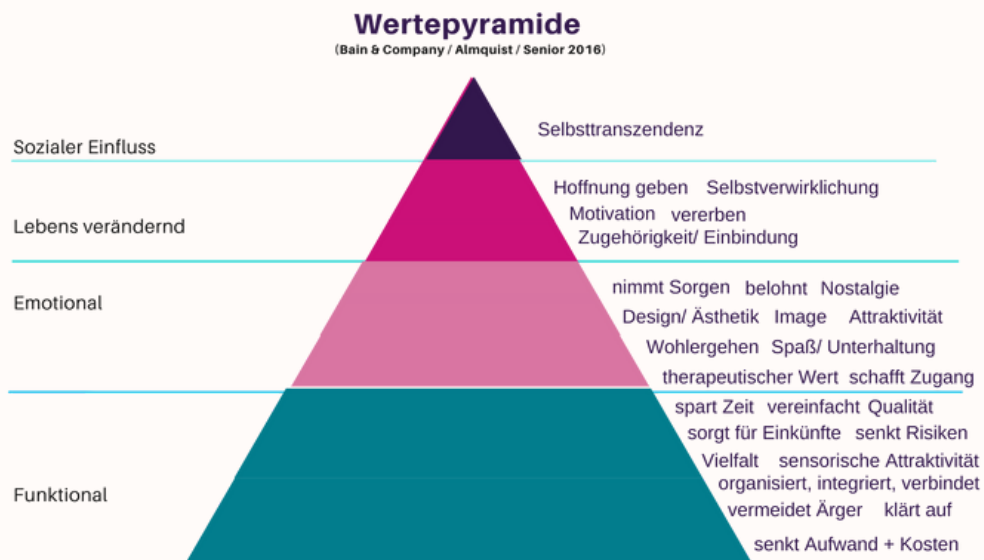 Wertepyramide
(Bain & Company / Almquist / Senior 2016)
Selbsttranszendenz
Sozialer Einfluss
Hoffnung geben Selbstverwirklichung
Motivation vererben
Lebens verändernd
Zugehörigkeit/ Einbindung
nimmt Sorgen belohnt Nostalgie
Emotional
Design/ Ästhetik Image Attraktivität
Wohlergehen Spaß/ Unterhaltung
therapeutischer Wert schafft Zugang
spart Zeit vereinfacht Qualität
sorgt für Einkünfte senkt Risiken
Vielfalt sensorische Attraktivität
organisiert, integriert, verbindet
Funktional
vermeidet Ärger klärt auf
senkt Aufwand + Kosten